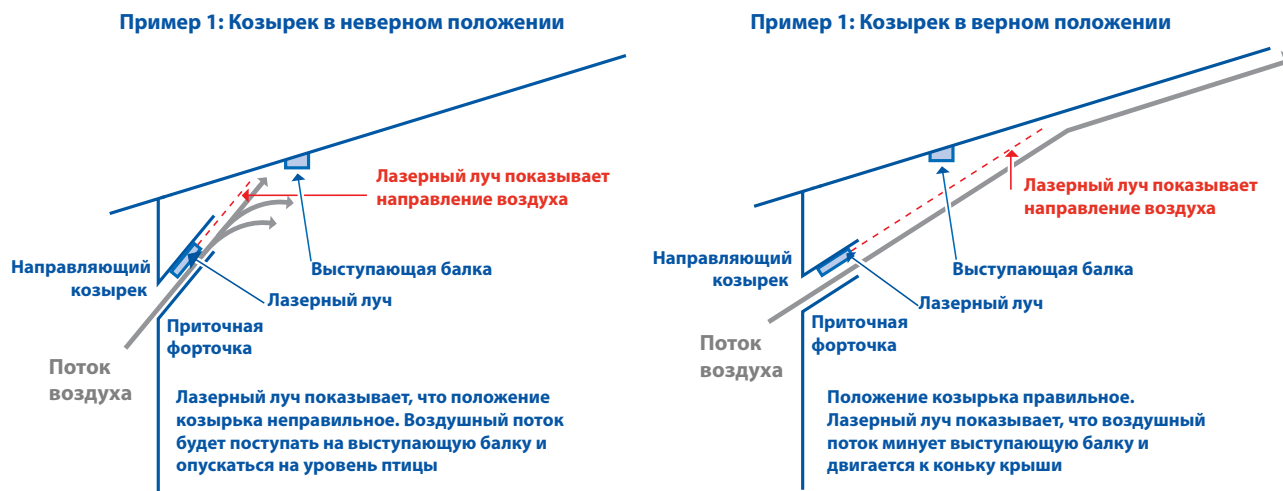 Пример 1: Козырек в неверном положении
Лазерный луч показывает
направление воздуха
Направляющий
козырек
Выступающая балка
Лазерный луч
Приточная
форточка
Поток
воздуха
Лазерный луч показывает, что положение
козырька неправильное. Воздушный поток
будет поступать на выступающую балку и
опускаться на уровень птицы
Пример 1: Козырек в верном положении
Лазерный луч показывает
направление воздуха
Направляющий
козырек
Выступающая балка
Лазерный луч
Приточная
форточка
Поток
воздуха
Положение козырька правильное.
Лазерный луч показывает, что воздушный
поток минует выступающую балку и
двигается к коньку крыши